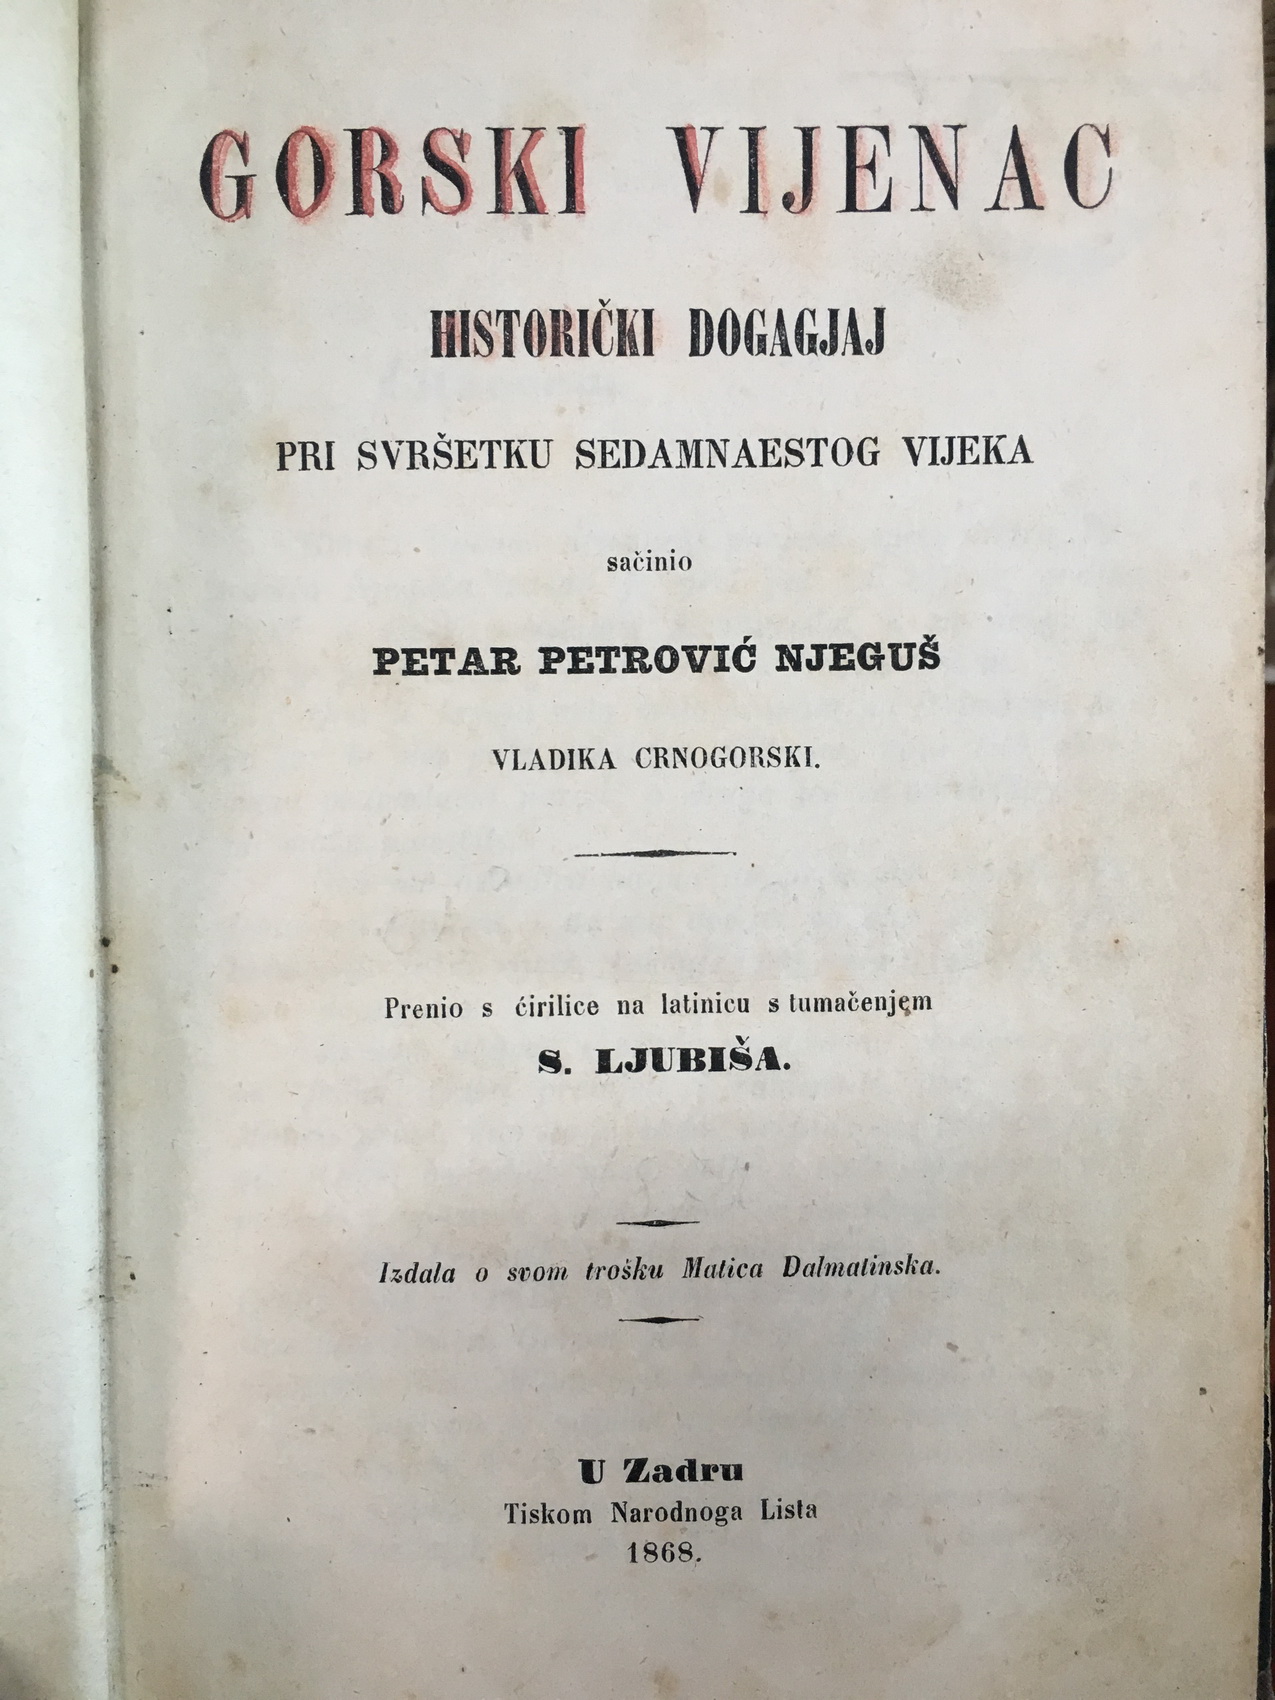 GORSKI VIJENAC
HISTORIČKI DOGAGJAJ
PRI SVRŠETKU SEDAMNAESTOG VIJEKA
sačinio
PETAR PETROVIĆ NJEGUŠ
VLADIKA CRNOGORSKI.
Prenio s ćirilice na latinicu s tumačenjem
S. LJUBIŠA.
Izdala o svom trošku Matica Dalmatinska.
U Zadru
Tiskom Narodnoga Lista
1868.